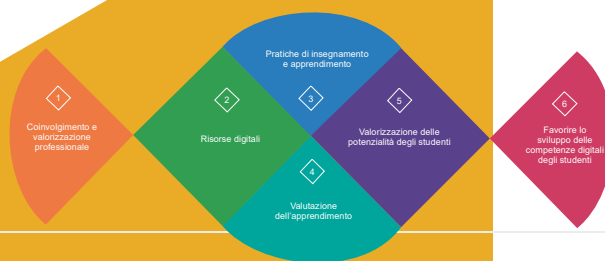 1
Coinvolgimento e
valorizzazione
professionale
2
Risorse digitali
Pratiche di insegnamento
e apprendimento
3
4
Valutazione
dell'apprendimento
5
Valorizzazione delle
potenzialità degli studenti
6
Favorire lo
sviluppo delle
competenze digitali
degli studenti